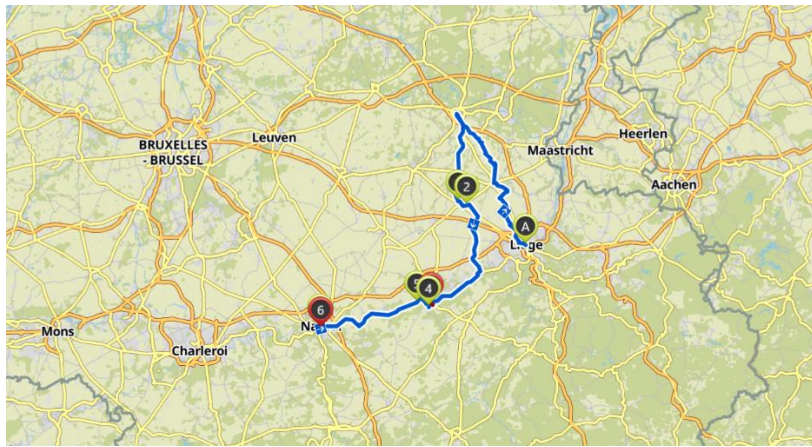 BRUXELLES
- BRUSSEL
Leuven
Maastricht
Heerlen
Aachen
2
A
5
4
6
Mons
Charleroi